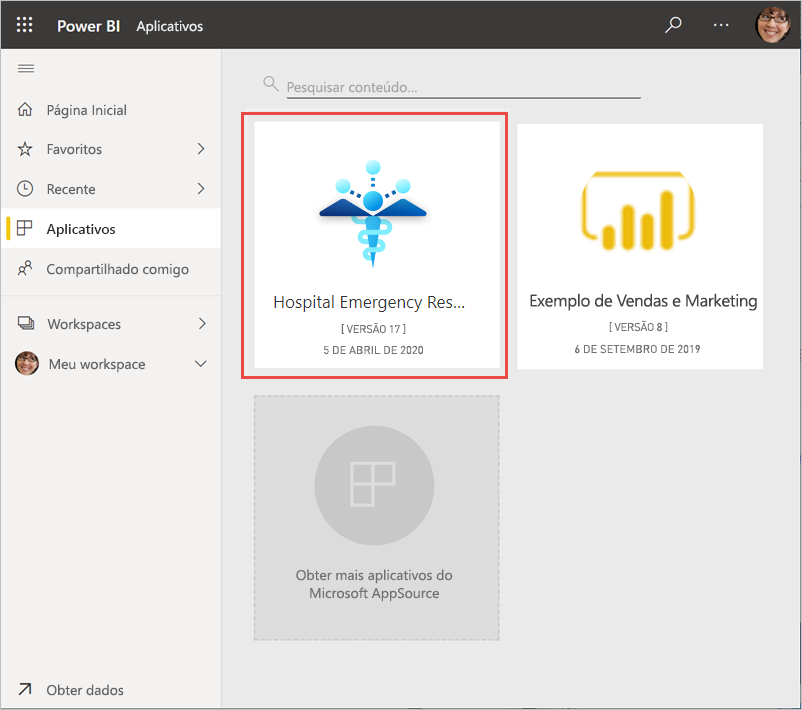 Power BI Aplicativos
Pesquisar conteúdo...
Página Inicial
Favoritos
Recente
Aplicativos
Compartilhado comigo
Workspaces
Meu workspace
Obter dados
Hospital Emergency Res...
[ VERSÃO 17 ]
5 DE ABRIL DE 2020
Exemplo de Vendas e Marketing
[ VERSÃO 8 ]
6 DE SETEMBRO DE 2019
Obter mais aplicativos do
Microsoft AppSource